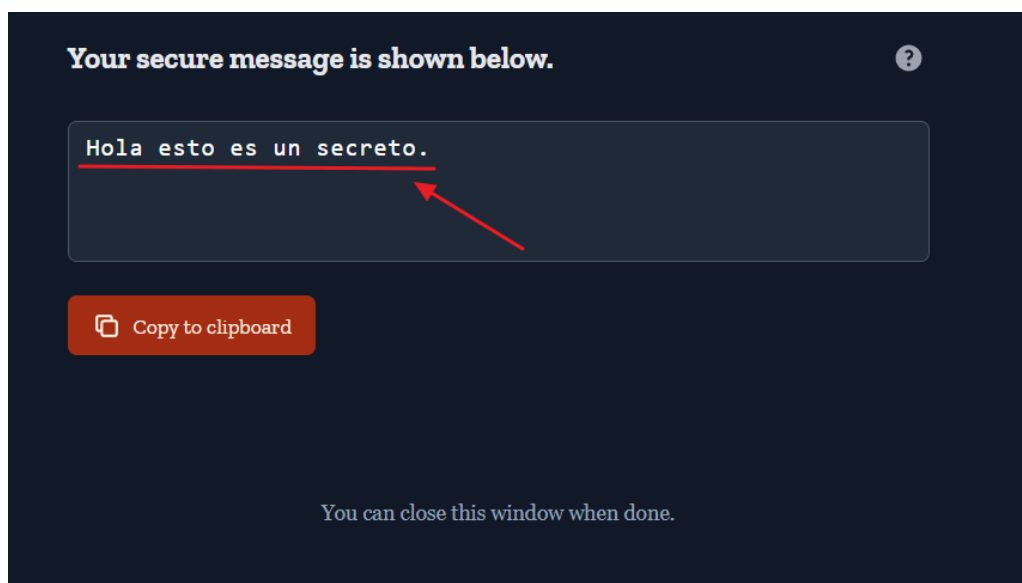 Your secure message is shown below.
?
Hola esto es un secreto.
Copy to clipboard
You can close this window when done.